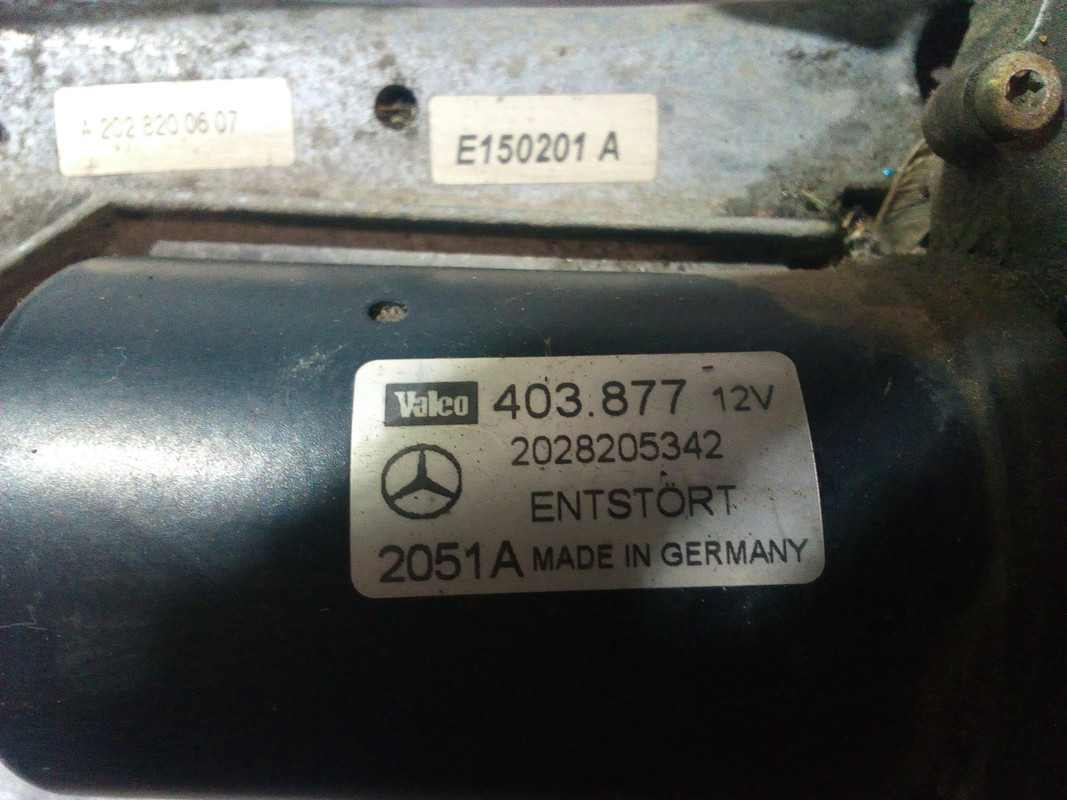 A 202 820 06 07
E150201 A
Valeo 403.877 12V
2028205342
ENTSTÖRT
2051A MADE IN GERMANY